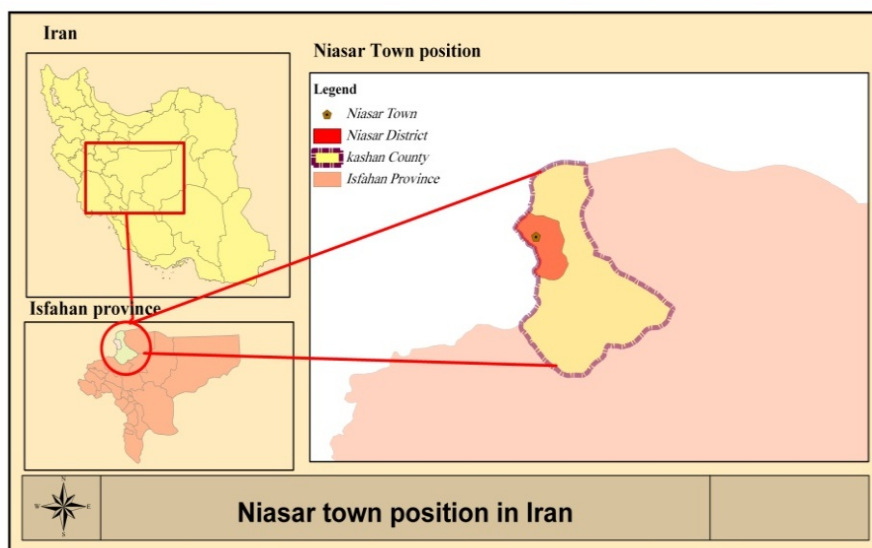 Iran
Niasar Town position
Legend
Niasar Town
Niasar District
kashan County
Isfahan Province
Isfahan province
N
W E
S
Niasar town position in Iran